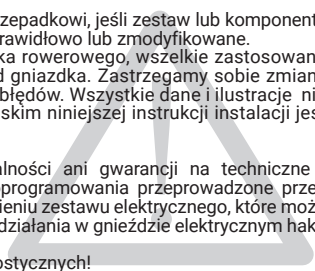 zepadkowi, jeśli zestaw lub komponent
rawidłowo lub zmodyfikowane.
ka rowerowego, wszelkie zastosowan
d gniazdka. Zastrzegamy sobie zmian
błędów. Wszystkie dane i ilustracje ni
skim niniejszej instrukcji instalacji jes
alności ani gwarancji na techniczne
oprogramowania przeprowadzone prze
ieniu zestawu elektrycznego, które moż
działania w gnieździe elektrycznym hak
ostycznych!